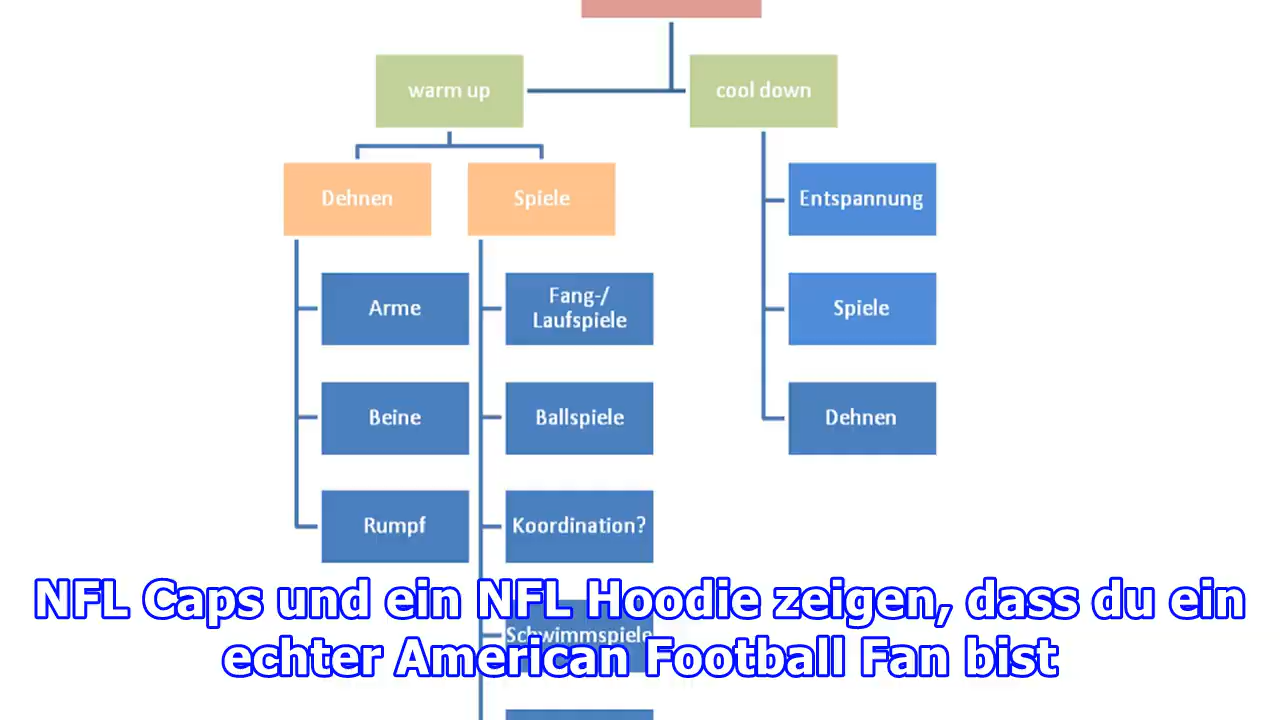 warm up
cool down
Dehnen
Spiele
Entspannung
Arme
Fang-/
Laufspiele
Spiele
Beine
Ballspiele
Dehnen
Rumpf
Koordination?
Schwimmspiele
NFL Caps und ein NFL Hoodie zeigen, dass du ein
echter American Football Fan bist